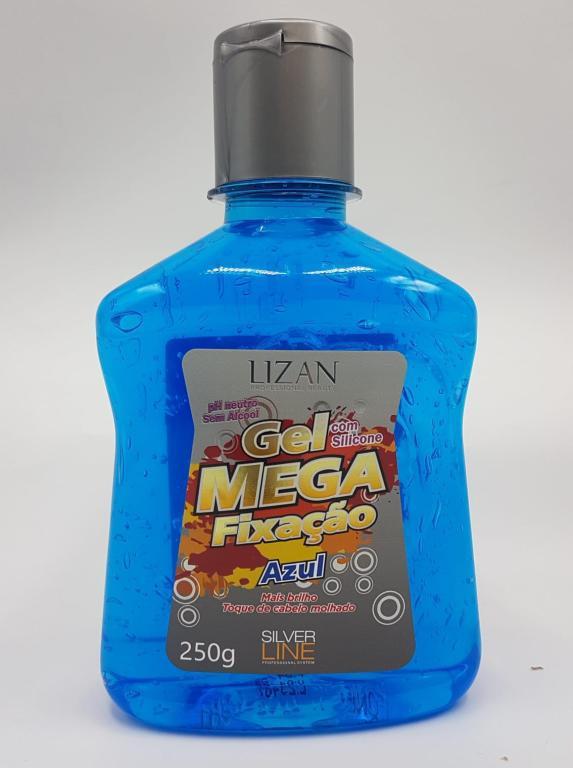 LIZAN
PROFESSIONAL BEAUTY
pH neutro
Sem Álcool
Gel
com
Silicone
MEGA
Fixação
Azul
Mais brilho
Toque de cabelo molhado
SILVER
LINE
PROFESSIONAL SYSTEM
250g